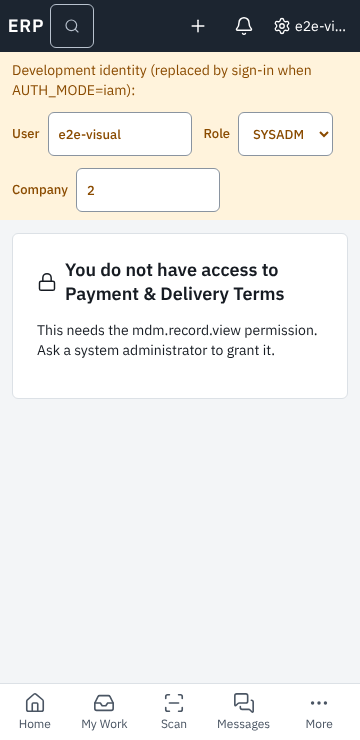 ERP
e2e-vi...
Development identity (replaced by sign-in when
AUTH_MODE=iam):
User e2e-visual Role SYSADM
Company 2
You do not have access to
Payment & Delivery Terms
This needs the mdm.record.view permission.
Ask a system administrator to grant it.
Home My Work Scan Messages More